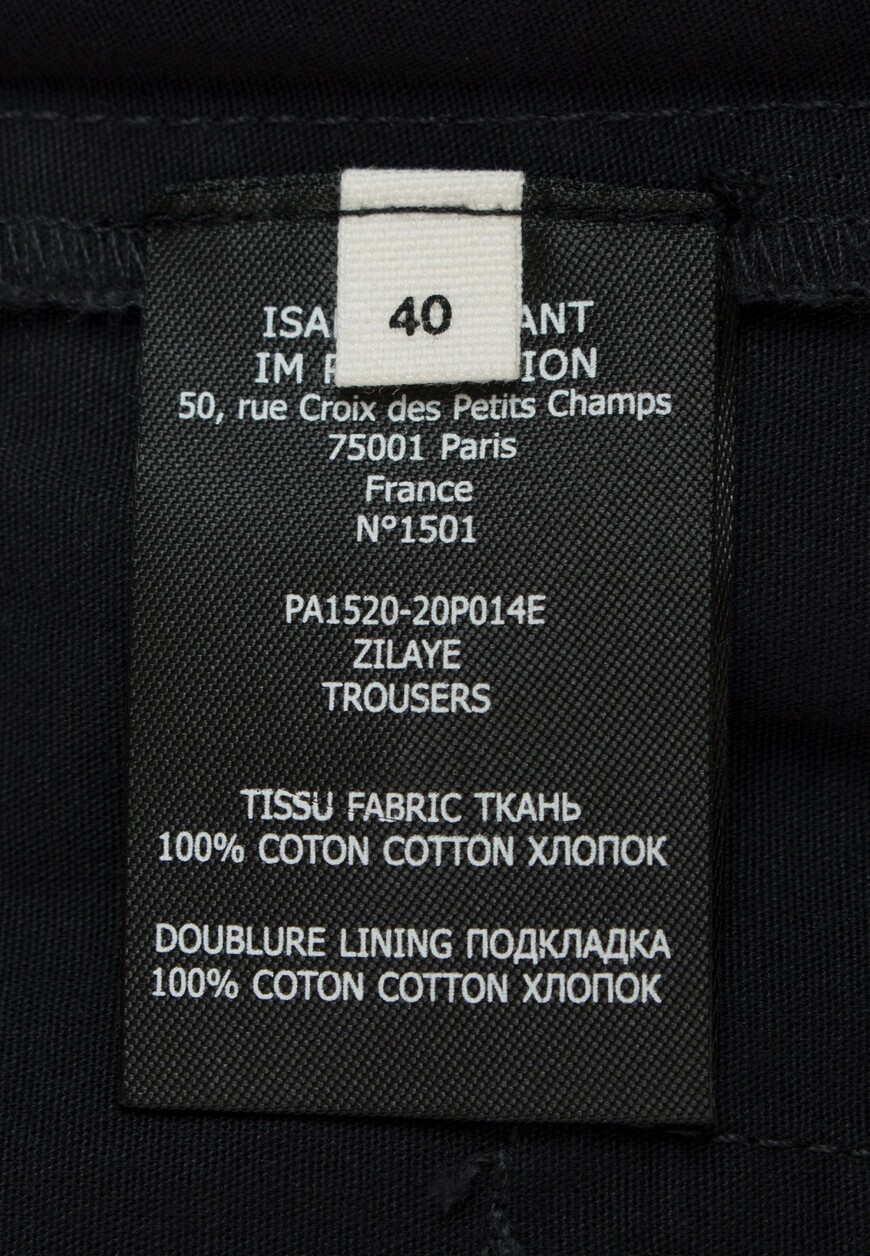 40
ISA ANT
IM ION
50, rue Croix des Petits Champs
75001 Paris
France
N°1501
PA1520-20P014E
ZILAYE
TROUSERS
TISSU FABRIC ТКАНЬ
100% COTON COTTON ХЛОПОК
DOUBLURE LINING ПОДКЛАДКА
100% COTON COTTON ХЛОПОК